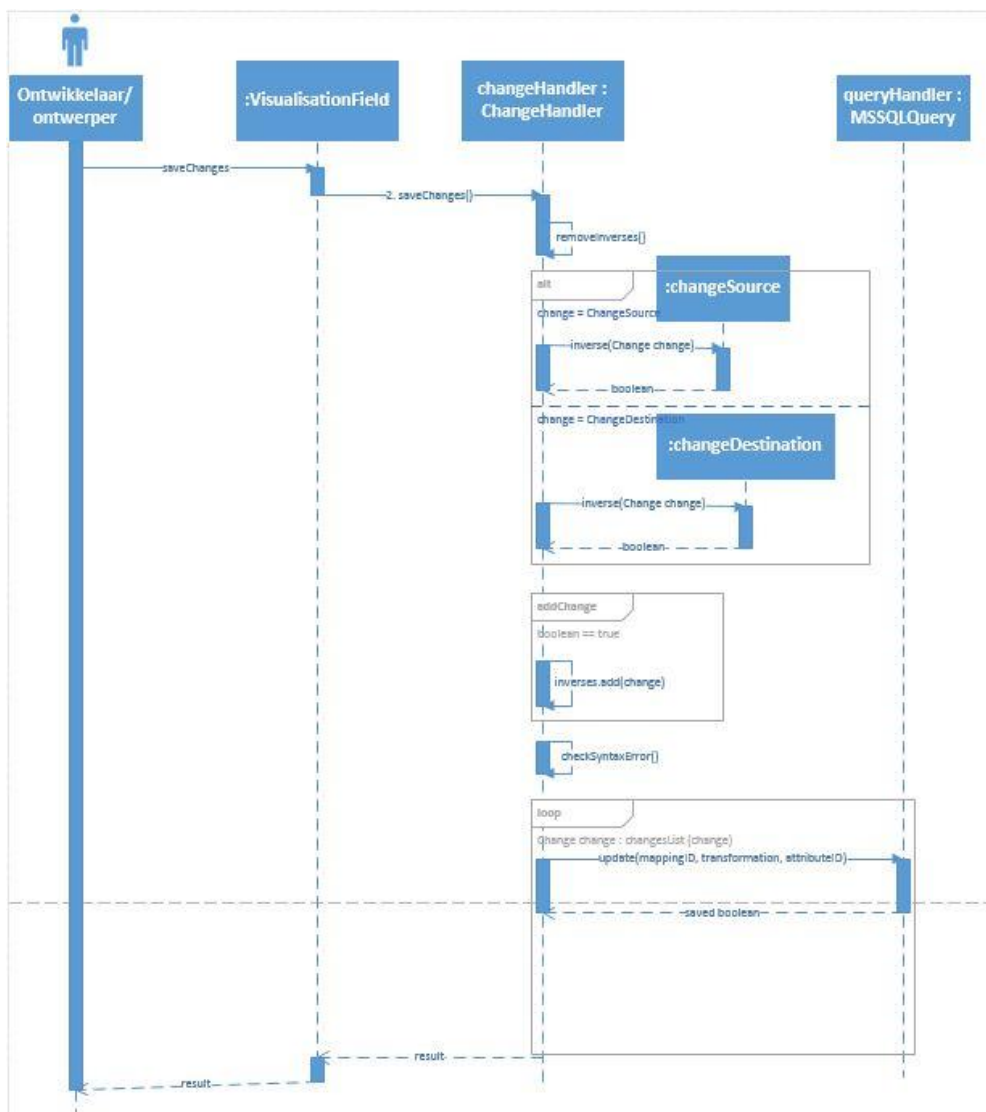 Ontwikkelaar/
ontwerper
:VisualisationField
changeHandler :
ChangeHandler
queryHandler :
MSSQLQuery
saveChanges
2. saveChanges()
removeInverses()
alt
:changeSource
change = ChangeSource
inverse(Change change)
boolean
change = ChangeDestination
:changeDestination
inverse(Change change)
boolean
addChange
boolean == true
inverses.add(change)
checkSyntaxError()
loop
Change change : changesList (change)
update(mappingID, transformation, attributeID)
saved boolean
result
result